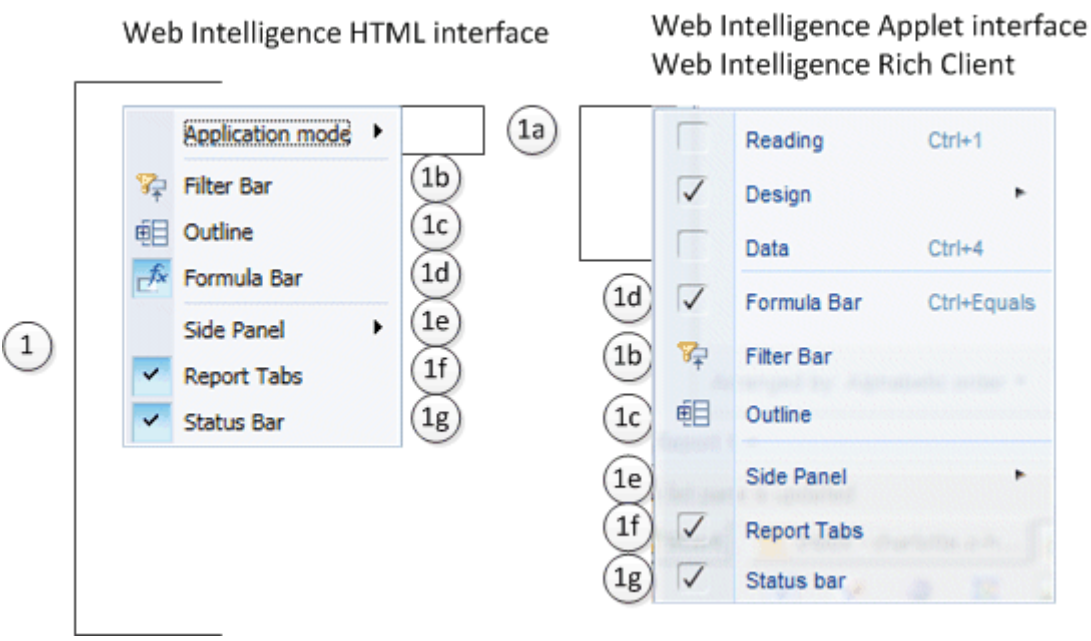 Web Intelligence HTML interface
Web Intelligence Applet interface
Web Intelligence Rich Client
1
Application mode
Filter Bar
1b
Outline
1c
Formula Bar
1d
Side Panel
1e
Report Tabs
1f
Status Bar
1g
1a
Reading Ctrl+1
Design
Data Ctrl+4
1d
Formula Bar Ctrl+Equals
1b
Filter Bar
1c
Outline
1e
Side Panel
1f
Report Tabs
1g
Status bar